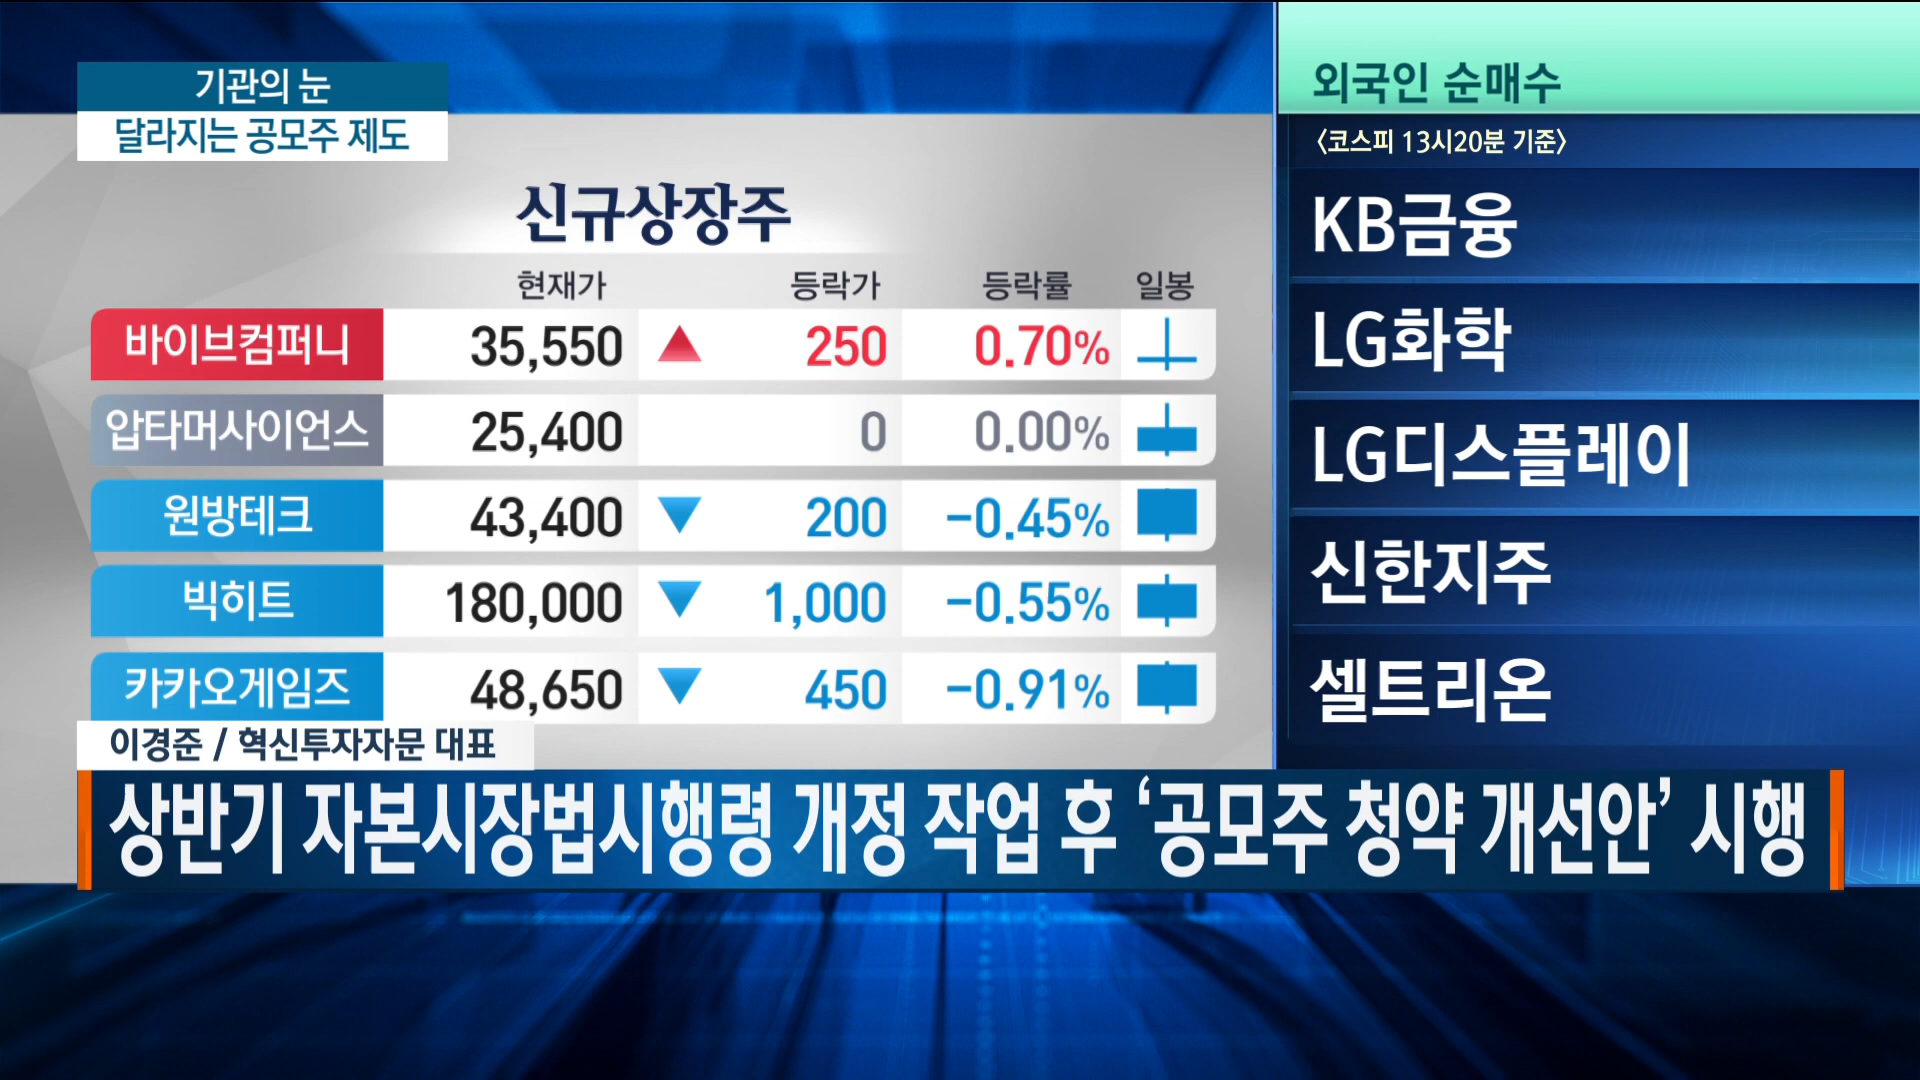 기관의 눈
달라지는 공모주 제도
신규상장주
현재가 등락가 등락률 일봉
바이브컴퍼니 35,550 ▲ 250 0.70%
압타머사이언스 25,400 0 0.00%
원방테크 43,400 ▼ 200 -0.45%
빅히트 180,000 ▼ 1,000 -0.55%
카카오게임즈 48,650 ▼ 450 -0.91%
외국인 순매수
〈코스피 13시20분 기준〉
KB금융
LG화학
LG디스플레이
신한지주
셀트리온
이경준 / 혁신투자자문 대표
상반기 자본시장법시행령 개정 작업 후 ‘공모주 청약 개선안’ 시행